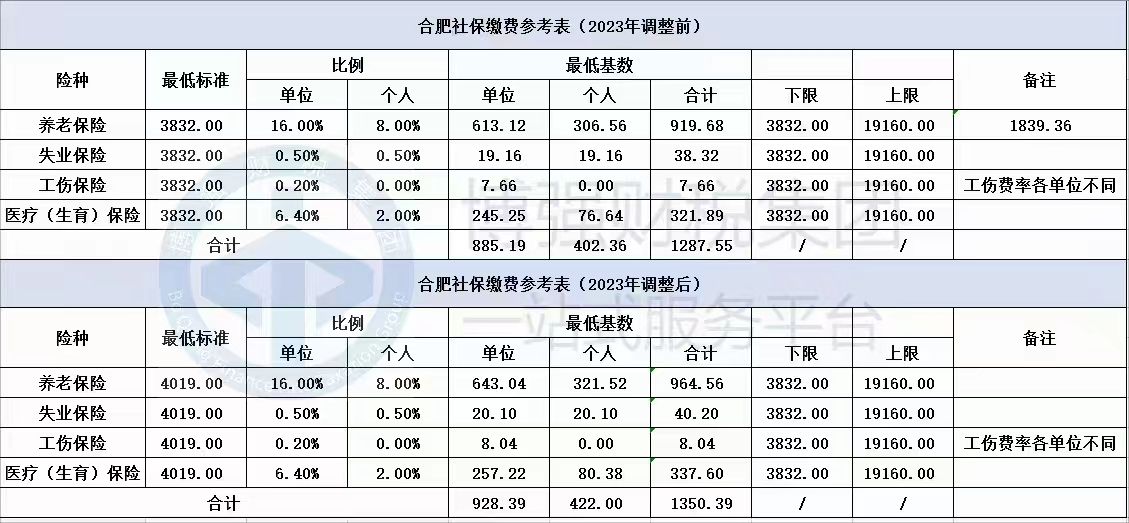 合肥社保缴费参考表（2023年调整前）
险种 最低标准 比例 最低基数 备注
单位 个人 单位 个人 合计 下限 上限
养老保险 3832.00 16.00% 8.00% 613.12 306.56 919.68 3832.00 19160.00 1839.36
失业保险 3832.00 0.50% 0.50% 19.16 19.16 38.32 3832.00 19160.00
工伤保险 3832.00 0.20% 0.00% 7.66 0.00 7.66 3832.00 19160.00 工伤费率各单位不同
医疗（生育）保险 3832.00 6.40% 2.00% 245.25 76.64 321.89 3832.00 19160.00
合计 885.19 402.36 1287.55 / /
合肥社保缴费参考表（2023年调整后）
险种 最低标准 比例 最低基数 备注
单位 个人 单位 个人 合计 下限 上限
养老保险 4019.00 16.00% 8.00% 643.04 321.52 964.56 3832.00 19160.00
失业保险 4019.00 0.50% 0.50% 20.10 20.10 40.20 3832.00 19160.00
工伤保险 4019.00 0.20% 0.00% 8.04 0.00 8.04 3832.00 19160.00 工伤费率各单位不同
医疗（生育）保险 4019.00 6.40% 2.00% 257.22 80.38 337.60 3832.00 19160.00
合计 928.39 422.00 1350.39 / /
博强财税集团
一站式服务平台